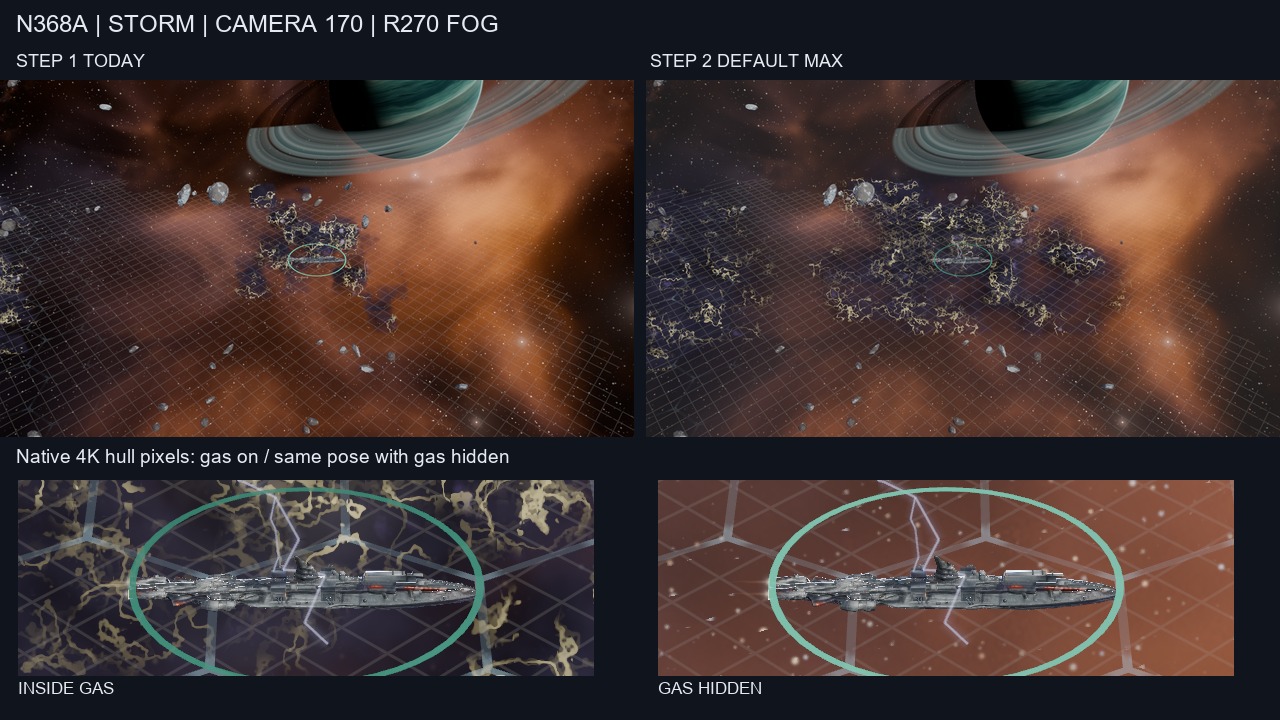 N368A | STORM | CAMERA 170 | R270 FOG
STEP 1 TODAY
STEP 2 DEFAULT MAX
Native 4K hull pixels: gas on / same pose with gas hidden
INSIDE GAS
GAS HIDDEN